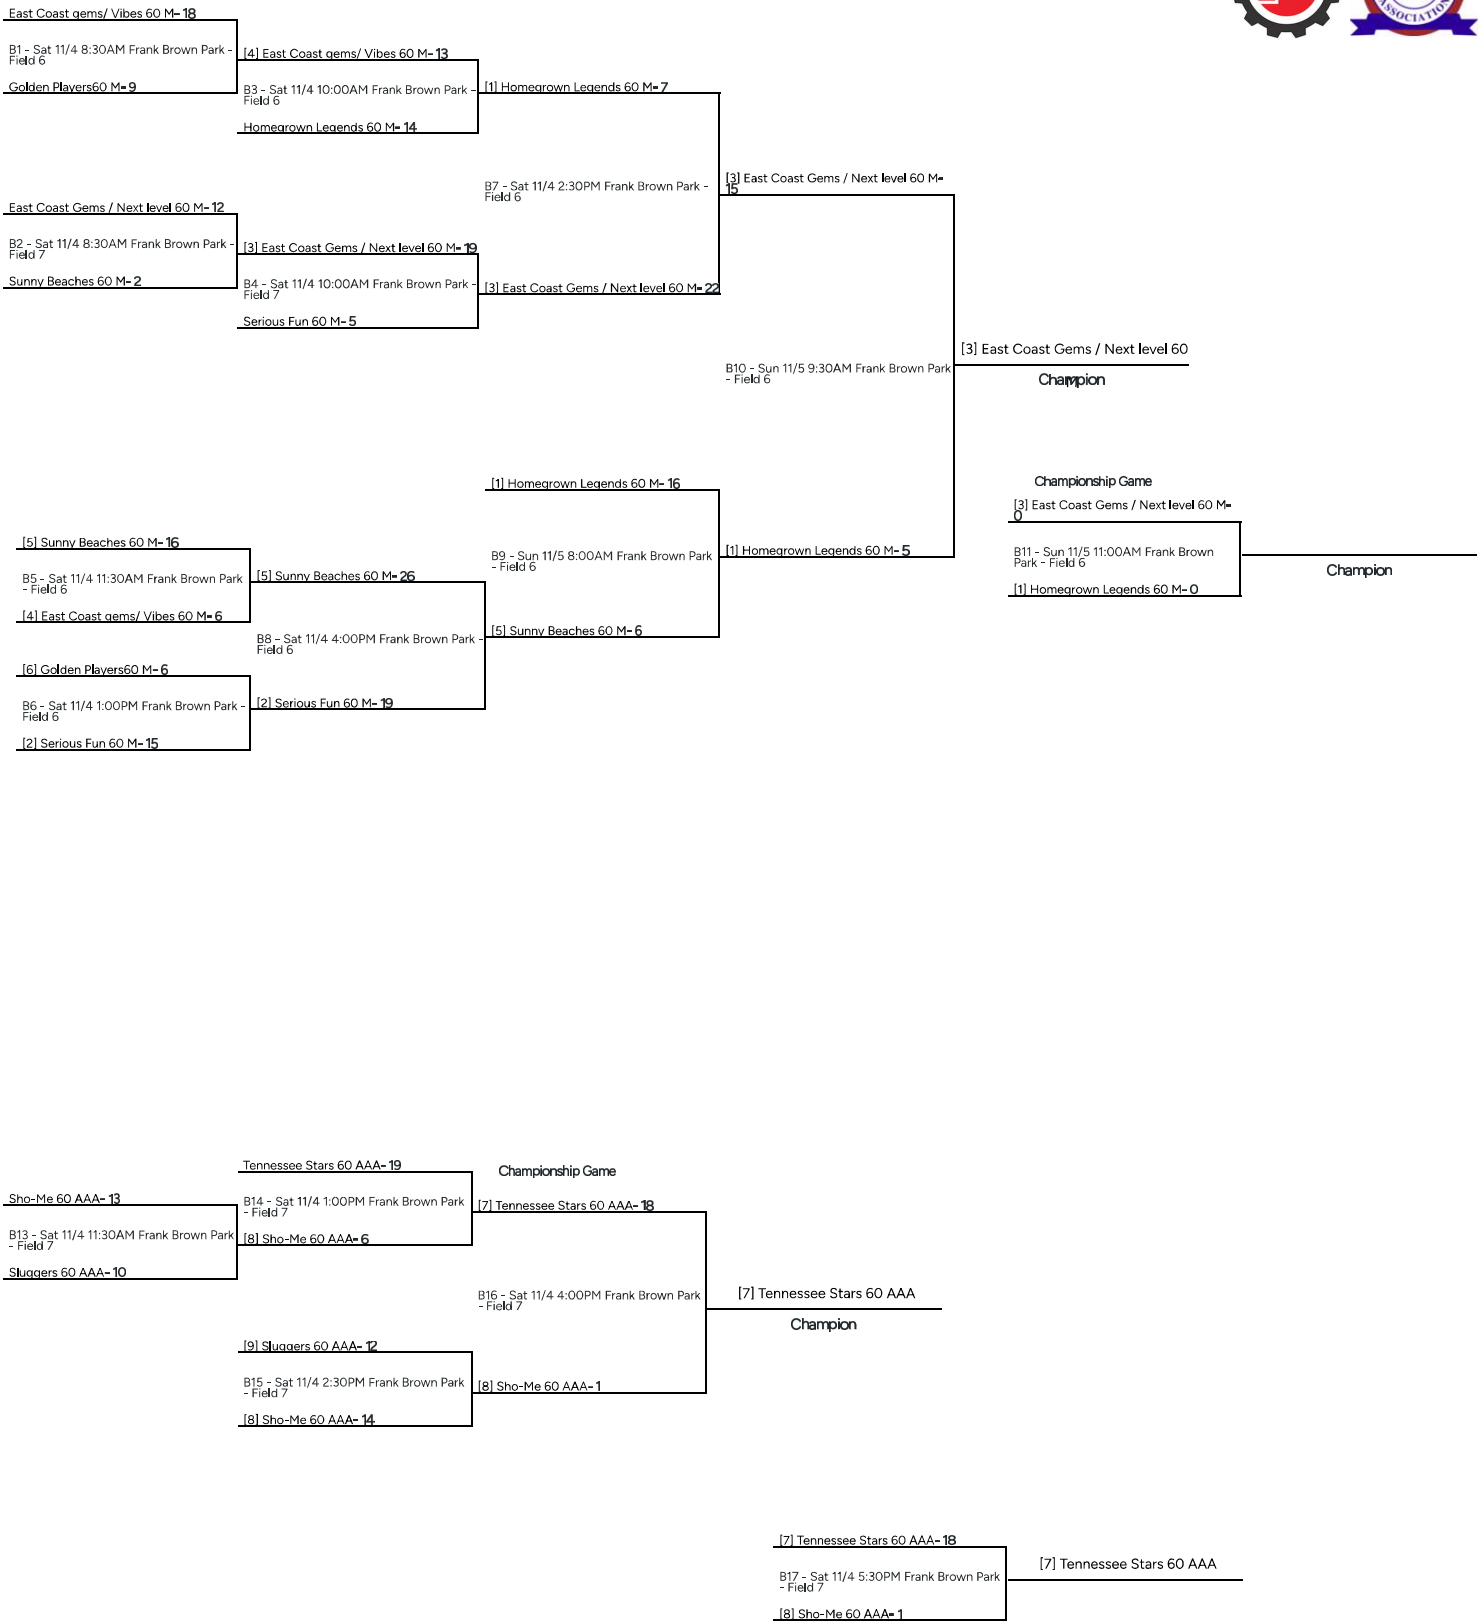 East Coast gems/ Vibes 60 M- 18
B1 - Sat 11/4 8:30AM Frank Brown Park -
Field 6
Golden Players60 M- 9
[4] East Coast gems/ Vibes 60 M- 13
B3 - Sat 11/4 10:00AM Frank Brown Park -
Field 6
Homegrown Legends 60 M- 14
[1] Homegrown Legends 60 M- 7
B7 - Sat 11/4 2:30PM Frank Brown Park -
Field 6
[3] East Coast Gems / Next level 60 M-
15
East Coast Gems / Next level 60 M- 12
B2 - Sat 11/4 8:30AM Frank Brown Park -
Field 7
Sunny Beaches 60 M- 2
[3] East Coast Gems / Next level 60 M- 19
B4 - Sat 11/4 10:00AM Frank Brown Park -
Field 7
Serious Fun 60 M- 5
[3] East Coast Gems / Next level 60 M- 22
B10 - Sun 11/5 9:30AM Frank Brown Park
- Field 6
[3] East Coast Gems / Next level 60
M
Champion
[1] Homegrown Legends 60 M- 16
B9 - Sun 11/5 8:00AM Frank Brown Park
- Field 6
[1] Homegrown Legends 60 M- 5
[5] Sunny Beaches 60 M- 16
B5 - Sat 11/4 11:30AM Frank Brown Park
- Field 6
[4] East Coast gems/ Vibes 60 M- 6
[5] Sunny Beaches 60 M- 26
B8 - Sat 11/4 4:00PM Frank Brown Park -
Field 6
[5] Sunny Beaches 60 M- 6
[6] Golden Players60 M- 6
B6 - Sat 11/4 1:00PM Frank Brown Park -
Field 6
[2] Serious Fun 60 M- 15
[2] Serious Fun 60 M- 19
Championship Game
[3] East Coast Gems / Next level 60 M-
0
B11 - Sun 11/5 11:00AM Frank Brown
Park - Field 6
[1] Homegrown Legends 60 M- 0
Champion
Sho-Me 60 AAA- 13
B13 - Sat 11/4 11:30AM Frank Brown Park
- Field 7
Sluggers 60 AAA- 10
Tennessee Stars 60 AAA- 19
B14 - Sat 11/4 1:00PM Frank Brown Park
- Field 7
[8] Sho-Me 60 AAA- 6
Championship Game
[7] Tennessee Stars 60 AAA- 18
B16 - Sat 11/4 4:00PM Frank Brown Park
- Field 7
[7] Tennessee Stars 60 AAA
Champion
[9] Sluggers 60 AAA- 12
B15 - Sat 11/4 2:30PM Frank Brown Park
- Field 7
[8] Sho-Me 60 AAA- 14
[8] Sho-Me 60 AAA- 1
[7] Tennessee Stars 60 AAA- 18
B17 - Sat 11/4 5:30PM Frank Brown Park
- Field 7
[8] Sho-Me 60 AAA- 1
[7] Tennessee Stars 60 AAA
ASSOCIATION